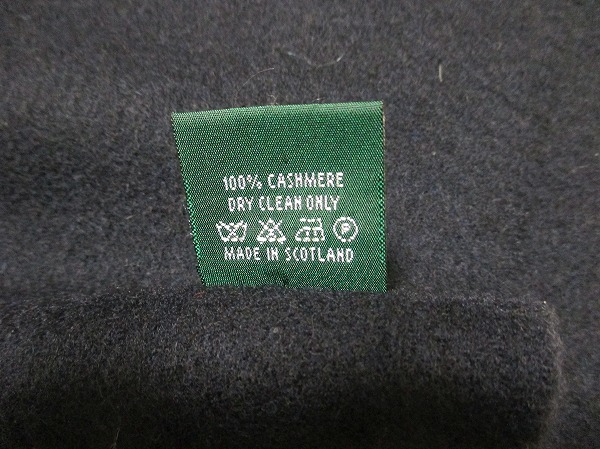 100% CASHMERE
DRY CLEAN ONLY
P
MADE IN SCOTLAND